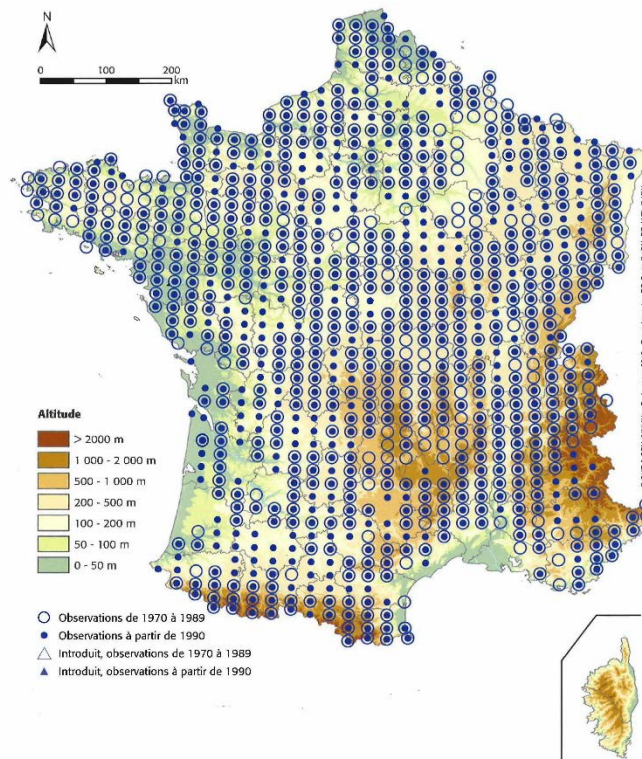 N
0 100 200
km
Altitude
> 2000 m
1 000 - 2 000 m
500 - 1 000 m
200 - 500 m
100 - 200 m
50 - 100 m
0 - 50 m
Observations de 1970 à 1989
Observations à partir de 1990
Introduit, observations de 1970 à 1989
Introduit, observations à partir de 1990